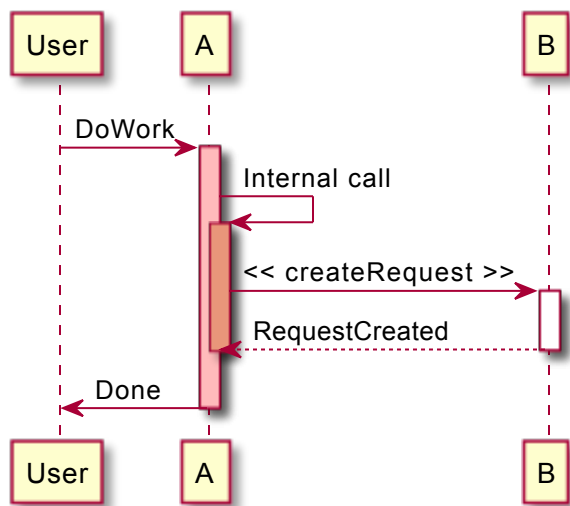 User
A
B
DoWork
Internal call
<< createRequest >>
RequestCreated
Done
User
A
B